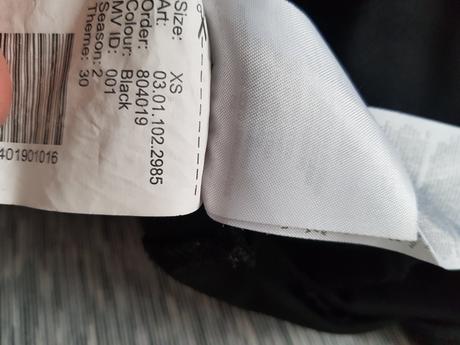 Size: XS
Art: 03.01.102.2985
Order: 804019
Colour: Black
MV ID: 001
Season: 2
Theme: 30
401901016